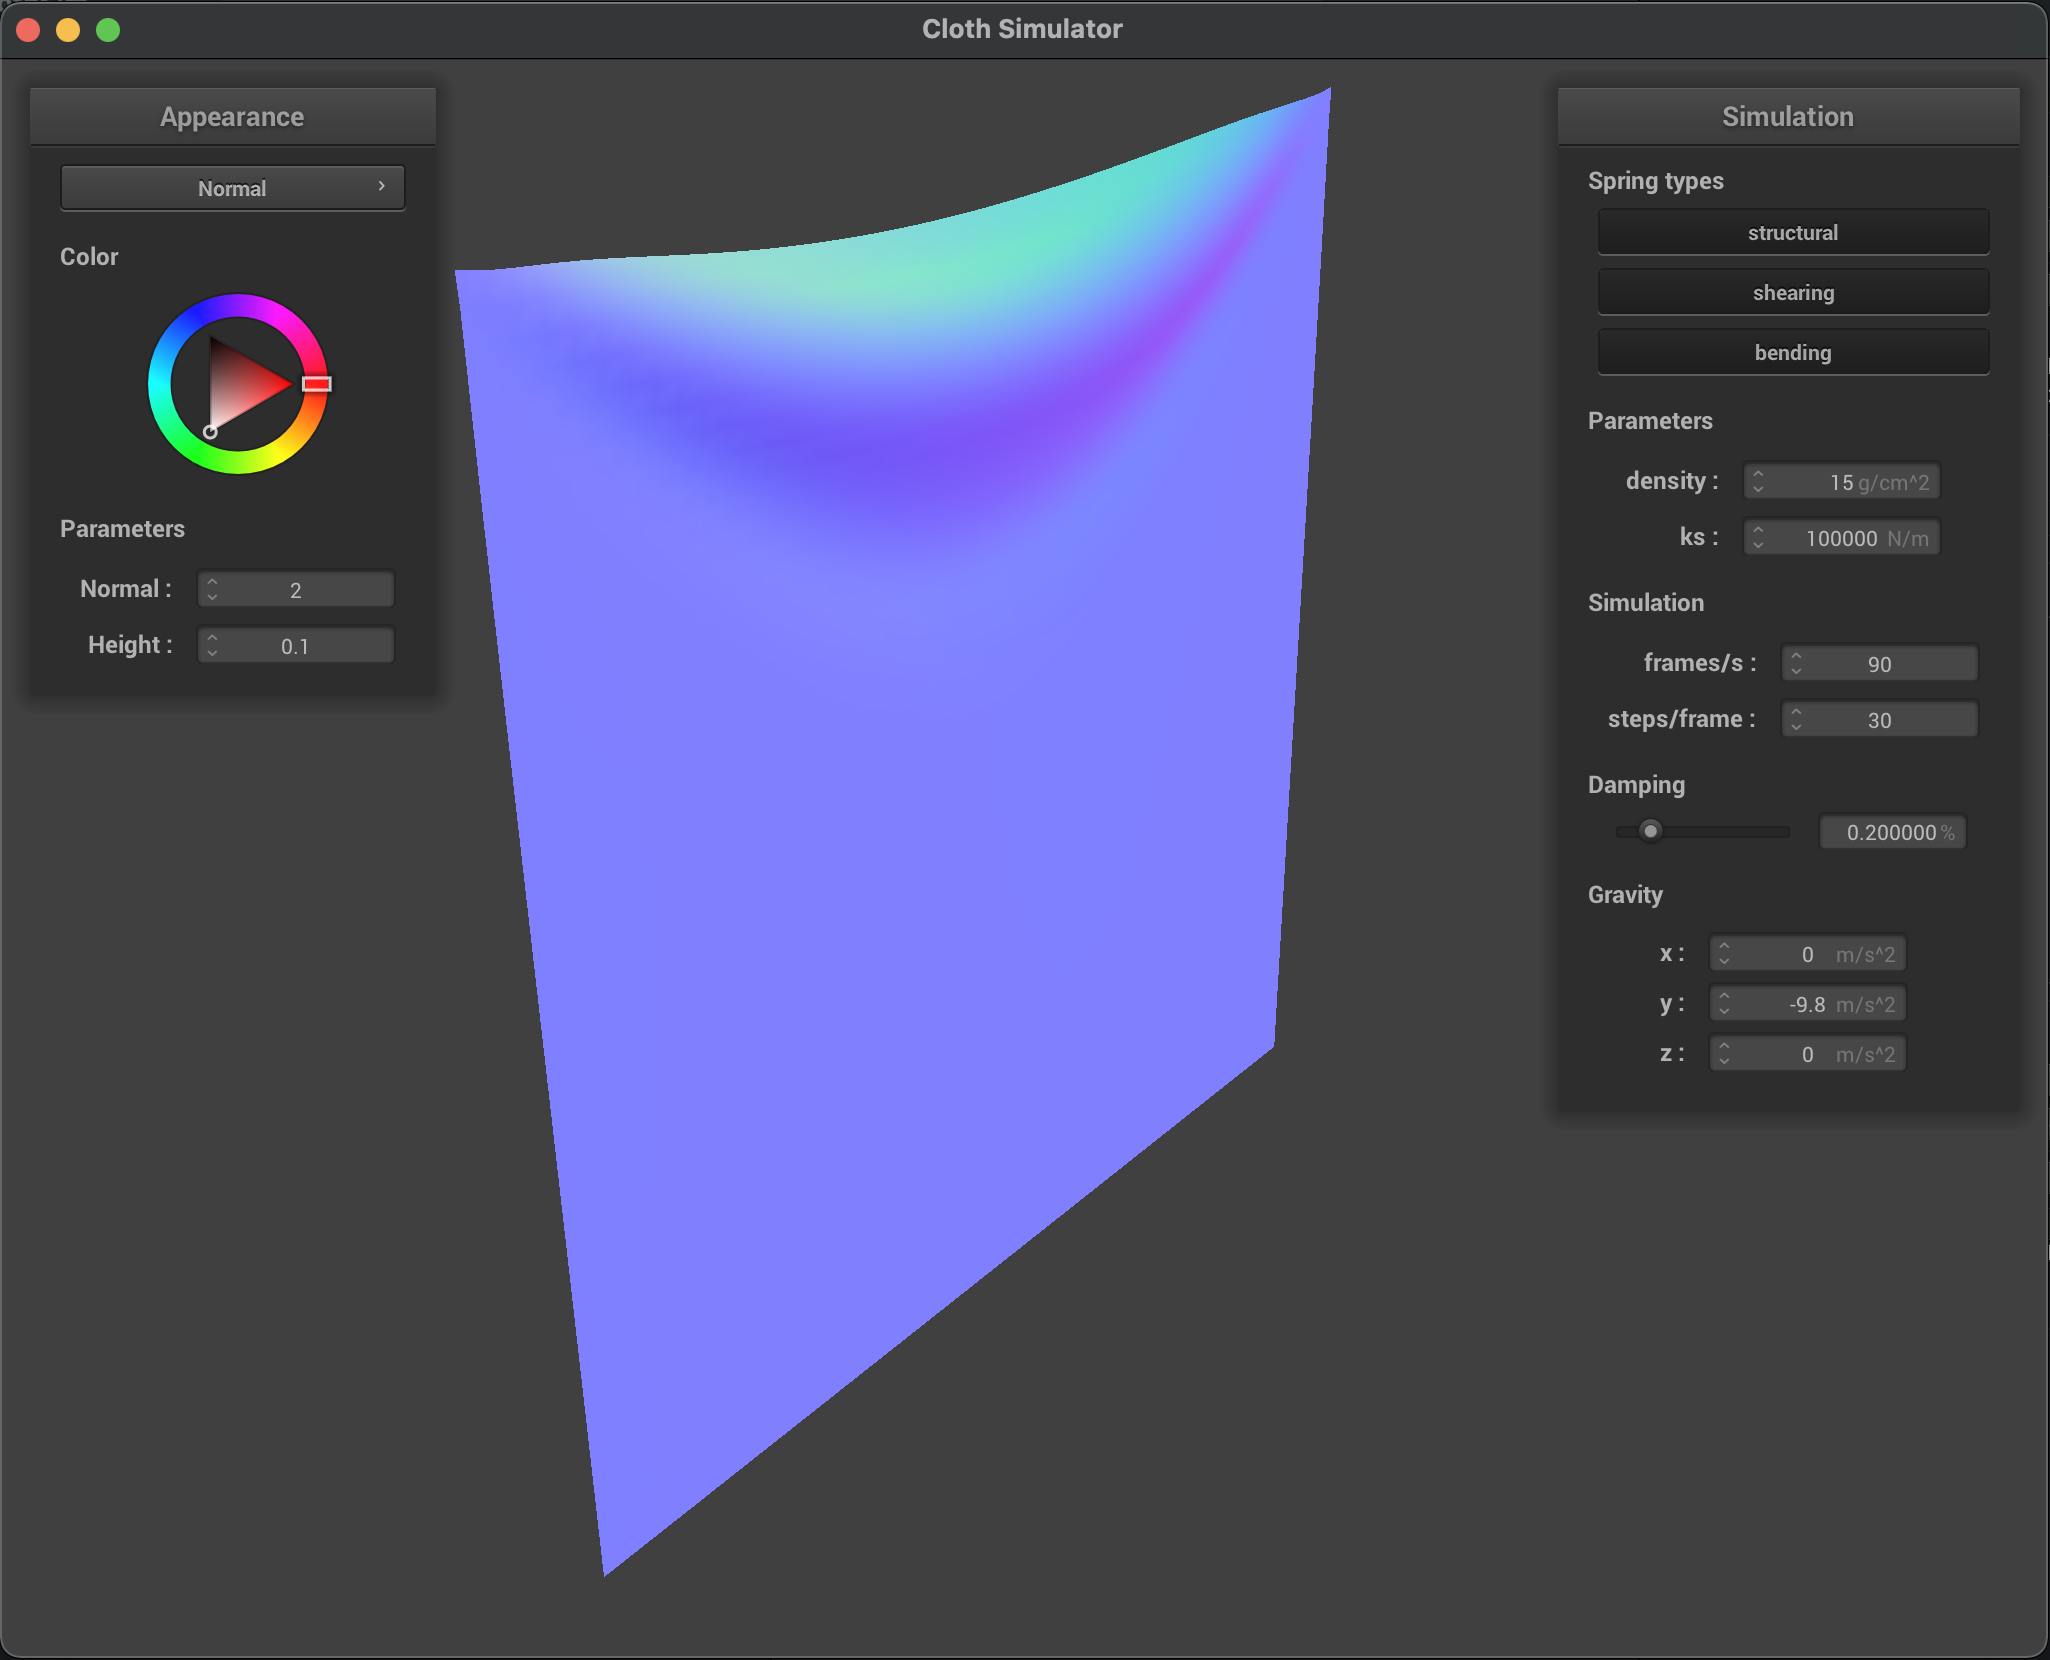 Cloth Simulator
Appearance
Normal
Color
Parameters
Normal : 2
Height : 0.1
Simulation
Spring types
structural
shearing
bending
Parameters
density : 15 g/cm^2
ks : 100000 N/m
Simulation
frames/s : 90
steps/frame : 30
Damping
0.200000 %
Gravity
x : 0 m/s^2
y : -9.8 m/s^2
z : 0 m/s^2